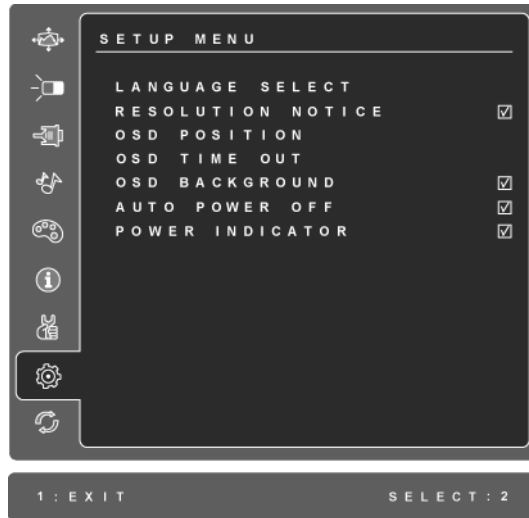 SETUP MENU
LANGUAGE SELECT
RESOLUTION NOTICE
OSD POSITION
OSD TIME OUT
OSD BACKGROUND
AUTO POWER OFF
POWER INDICATOR
1:EXIT SELECT:2